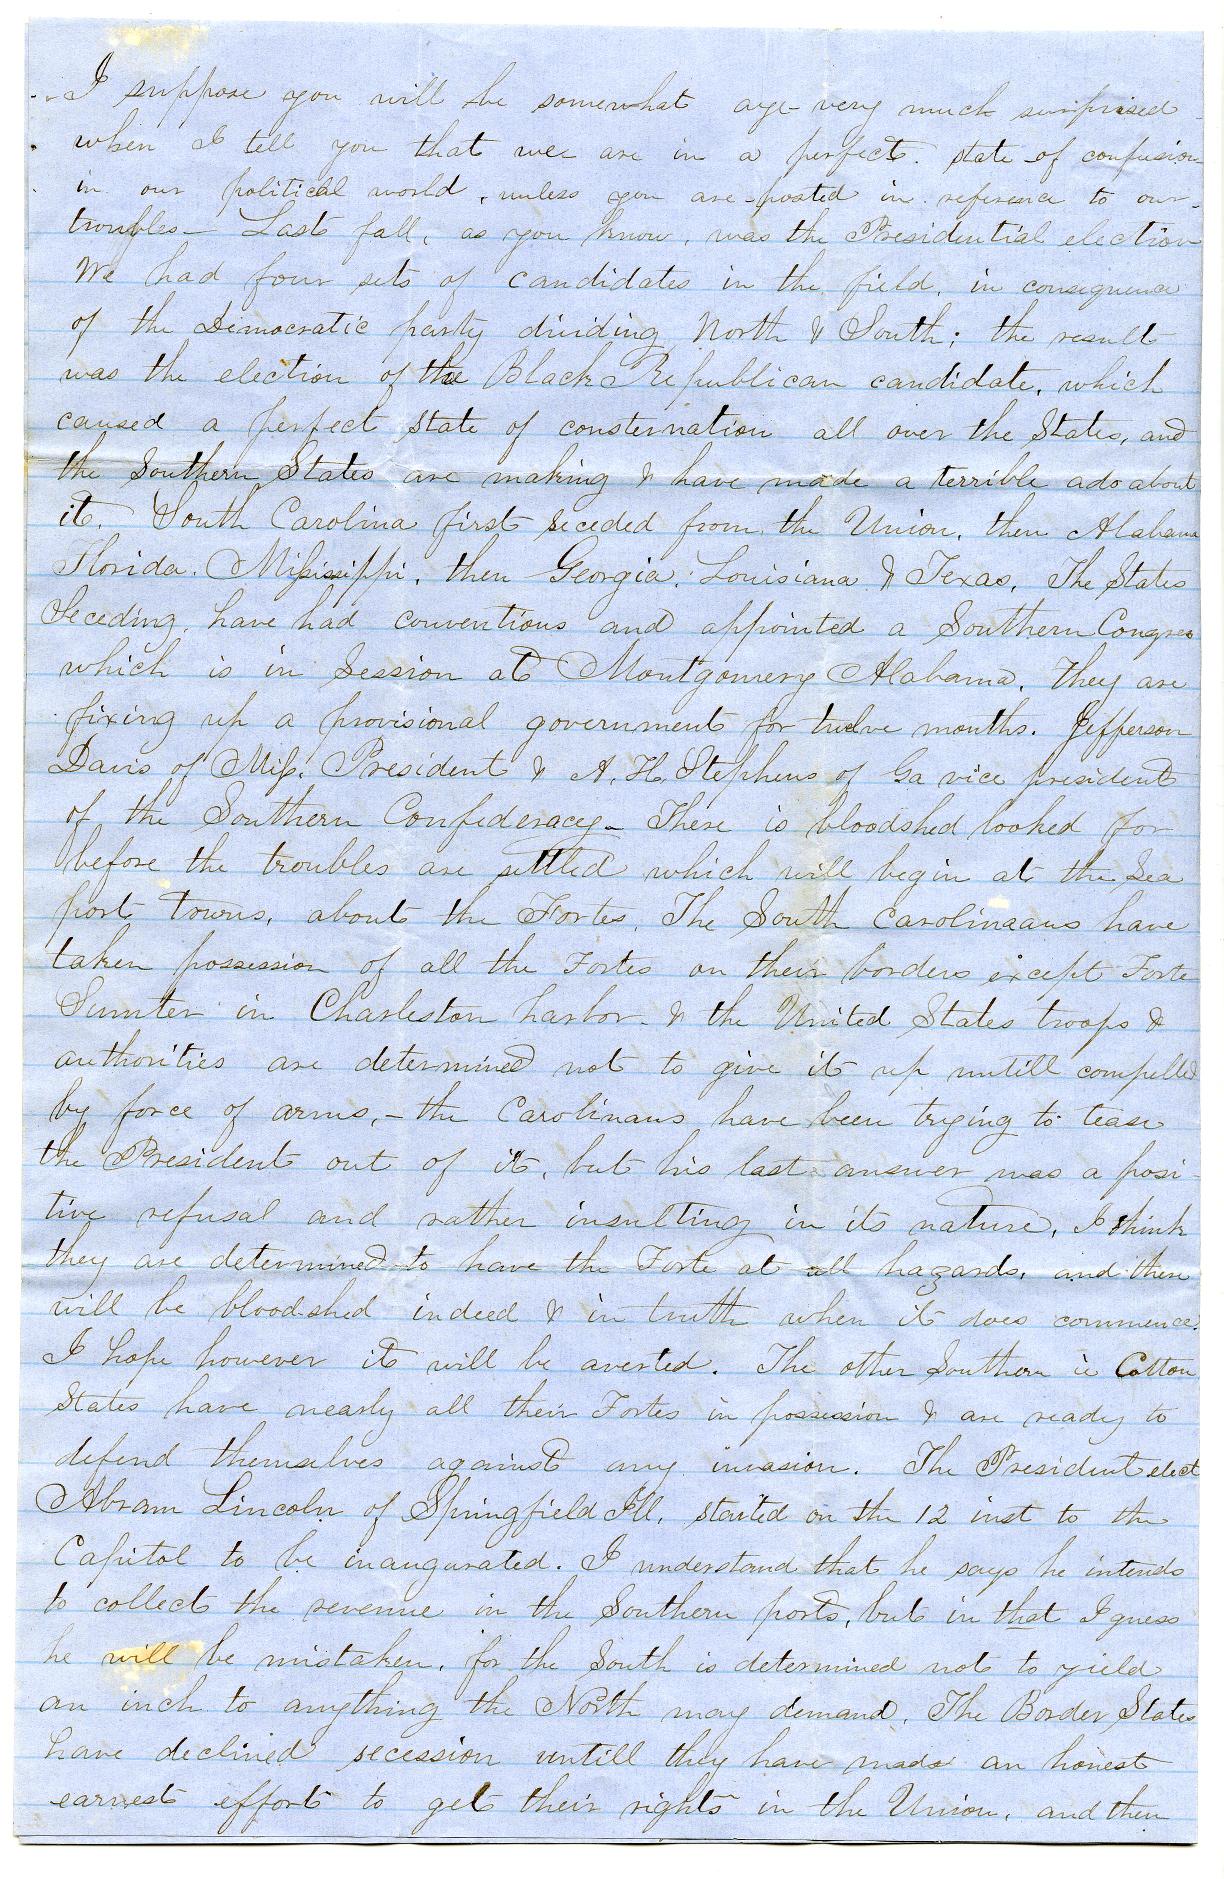 I suppose you will be somewhat aye very much surprised
when I tell you that we are in a perfect state of confusion
in our political world, unless you are posted in reference to our
troubles – Last fall, as you know, was the Presidential election
We had four sets of candidates in the field, in consequence
of the Democratic party dividing North & South; the result
was the election of the Black Republican candidate, which
caused a perfect state of consternation all over the States, and
the Southern States are making & have made a terrible ado about
it. South Carolina first seceded from the Union, then Alabama
Florida, Missisippi, then Georgia, Louisiana & Texas, The States
Seceding, have had conventions and appointed a Southern Congress
which is in Session at Montgomery Alabama. They are
fixing up a provisional government for twelve months. Jefferson
Davis of Miss. President & A. H. Stephens of Ga vice president
of the Southern Confederacy – There is bloodshed looked for
before the troubles are settled which will begin at the Sea
port towns, about the Fortes. The South Carolinaans have
taken possession of all the Fortes on their borders except Forte
Sumter in Charleston harbor – & the United States troops &
authorities are determined not to give it up untill compelled
by force of arms, – the Carolinans have been trying to tease
the President out of it, but his last answer was a posi-
tive refusal and rather insulting in its nature, I think
they are determined to have the Forte at all hazards, and there
will be bloodshed indeed & in truth when it does commence.
I hope however it will be averted. The other Southern ie Cotton
States have nearly all their Fortes in possession & are ready to
defend themselves against any invasion. The President elect
Abram Lincoln of Springfield Ill, started on the 12 inst to the
Capitol to be inaugurated. I understand that he says he intends
to collect the revenue in the Southern ports, but in that I guess
he will be mistaken, for the South is determined not to yield
an inch to anything the North may demand. The Border States
have declined secession untill they have made an honest
earnest effort to get their rights in the Union, and then